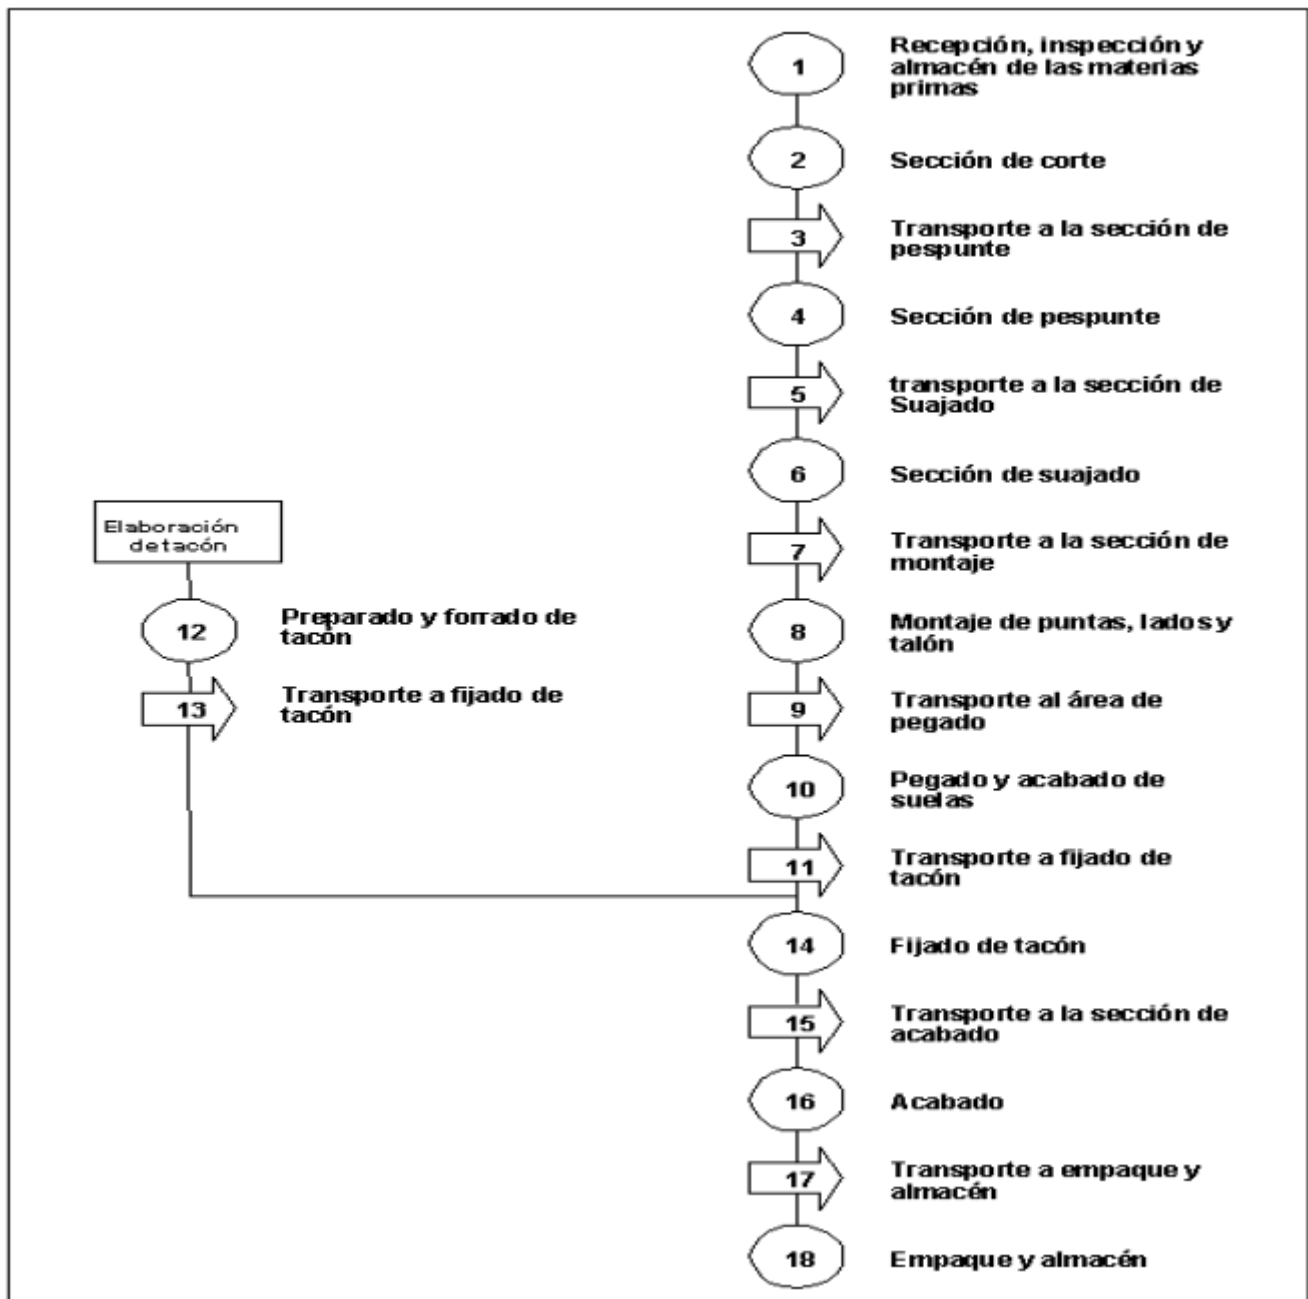 1
Recepción, inspección y
almacén de las materias
primas
2
Sección de corte
3
Transporte a la sección de
pespunte
4
Sección de pespunte
5
transporte a la sección de
Suajado
6
Sección de suajado
7
Transporte a la sección de
montaje
8
Montaje de puntas, lados y
talón
9
Transporte al área de
pegado
10
Pegado y acabado de
suelas
11
Transporte a fijado de
tacón
Elaboración
de tacón
12
Preparado y forrado de
tacón
13
Transporte a fijado de
tacón
14
Fijado de tacón
15
Transporte a la sección de
acabado
16
Acabado
17
Transporte a empaque y
almacén
18
Empaque y almacén